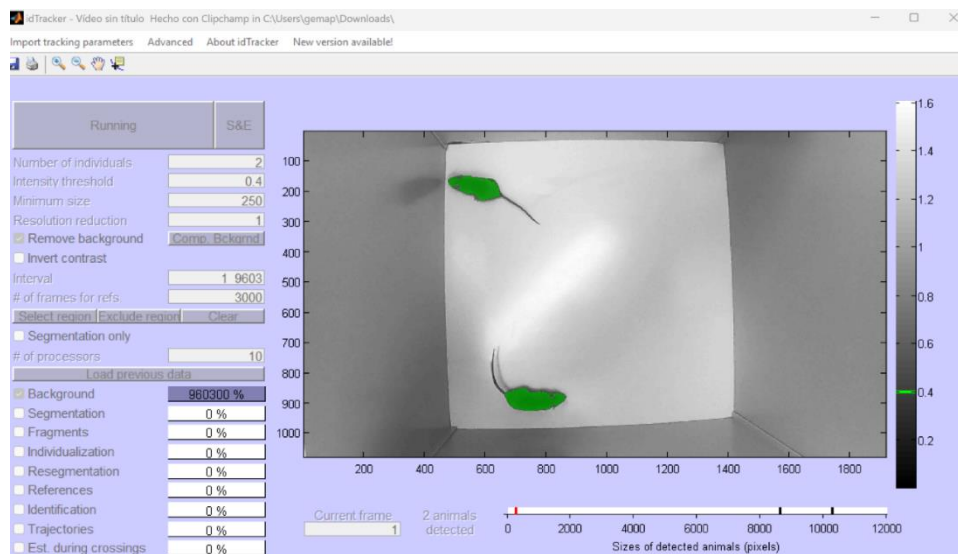 idTracker - Vídeo sin título Hecho con Clipchamp in C:\Users\gemap\Downloads\
Import tracking parameters Advanced About idTracker New version available!
Running S&E
Number of individuals 2
Intensity threshold 0.4
Minimum size 250
Resolution reduction 1
Remove background Comp. Bckgrnd
Invert contrast
Interval 1 9603
# of frames for refs. 3000
Select region Exclude region Clear
Segmentation only
# of processors 10
Load previous data
Background 960300 %
Segmentation 0 %
Fragments 0 %
Individualization 0 %
Resegmentation 0 %
References 0 %
Identification 0 %
Trajectories 0 %
Est. during crossings 0 %
100
200
300
400
500
600
700
800
900
1000
200 400 600 800 1000 1200 1400 1600 1800
1.6
1.4
1.2
1
0.8
0.6
0.4
0.2
Current frame 1
2 animals detected
0 2000 4000 6000 8000 10000 12000
Sizes of detected animals (pixels)